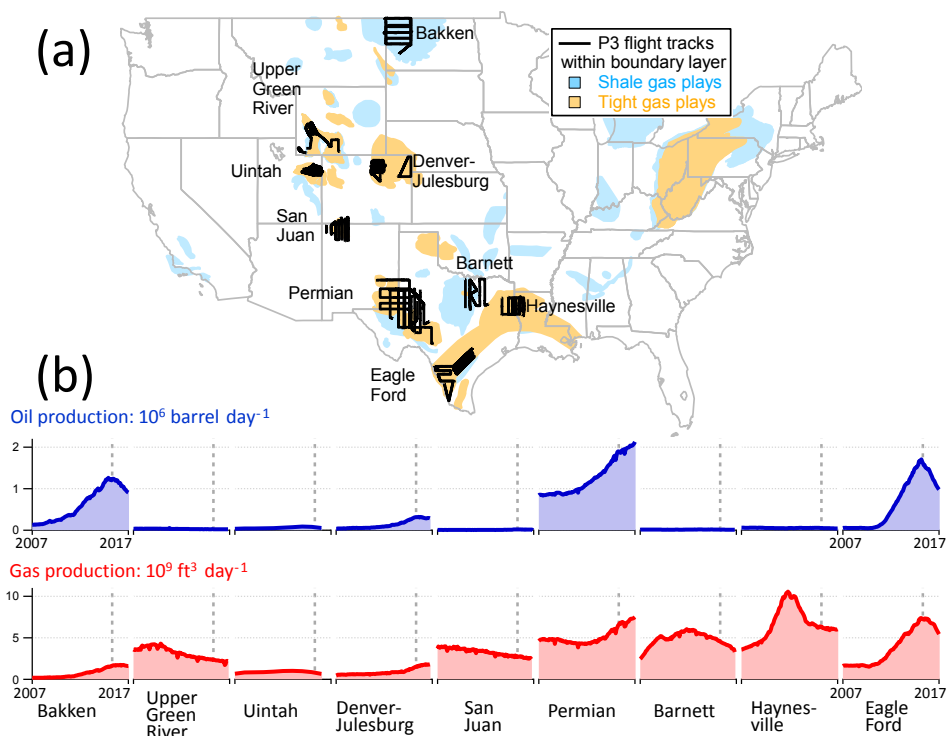 (a)
Bakken
P3 flight tracks
within boundary layer
Shale gas plays
Tight gas plays
Upper
Green
River
Uintah
Denver-
Julesburg
San
Juan
Barnett
Permian
Haynesville
Eagle
Ford
(b)
Oil production: 10⁶ barrel day⁻¹
2
1
0
2007 2017 2007 2017
Gas production: 10⁹ ft³ day⁻¹
10
5
0
2007 2017 2007 2017
Bakken
Upper
Green
River
Uintah
Denver-
Julesburg
San
Juan
Permian
Barnett
Haynes-
ville
Eagle
Ford